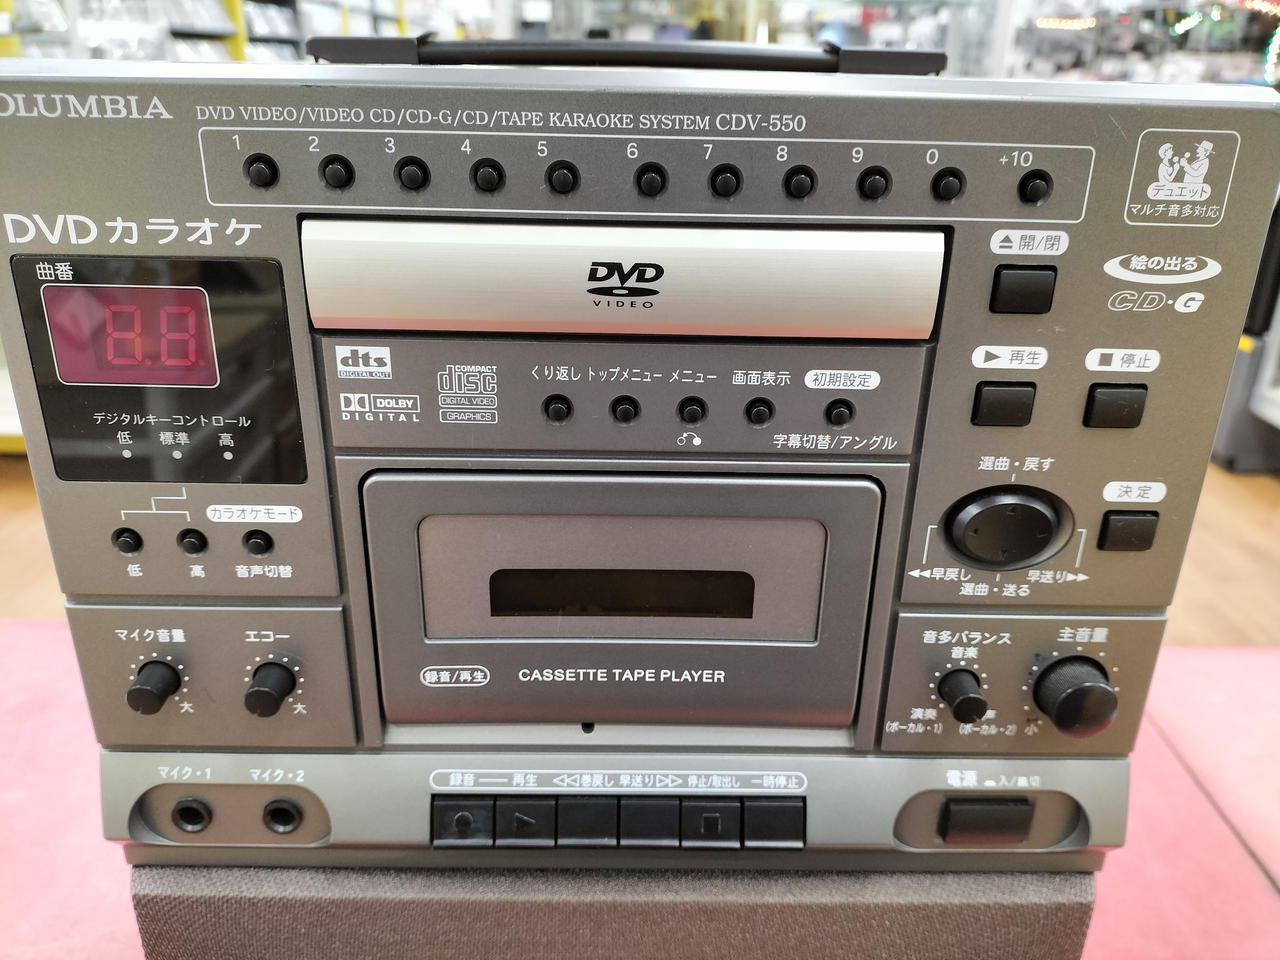 OLUMBIA
DVD VIDEO/VIDEO CD/CD-G/CD/TAPE KARAOKE SYSTEM CDV-550
1 2 3 4 5 6 7 8 9 0 +10
デュエット
マルチ音多対応
DVDカラオケ
曲番
8.8
デジタルキーコントロール
低 標準 高
カラオケモード
低 高 音声切替
DVD
VIDEO
開/閉
絵の出る
CD・G
再生 停止
dts
DIGITAL OUT
DOLBY
DIGITAL
COMPACT
disc
DIGITAL VIDEO
GRAPHICS
くり返し トップメニュー メニュー 画面表示 初期設定
字幕切替/アングル
選曲・戻す
決定
早戻し 早送り
選曲・送る
録音/再生 CASSETTE TAPE PLAYER
マイク音量 エコー
大 大
音多バランス 主音量
音楽
演奏 声
(ボーカル・1) (ボーカル・2) 小
マイク・1 マイク・2
録音 再生 巻戻し 早送り 停止/取出し 一時停止
電源 入/切